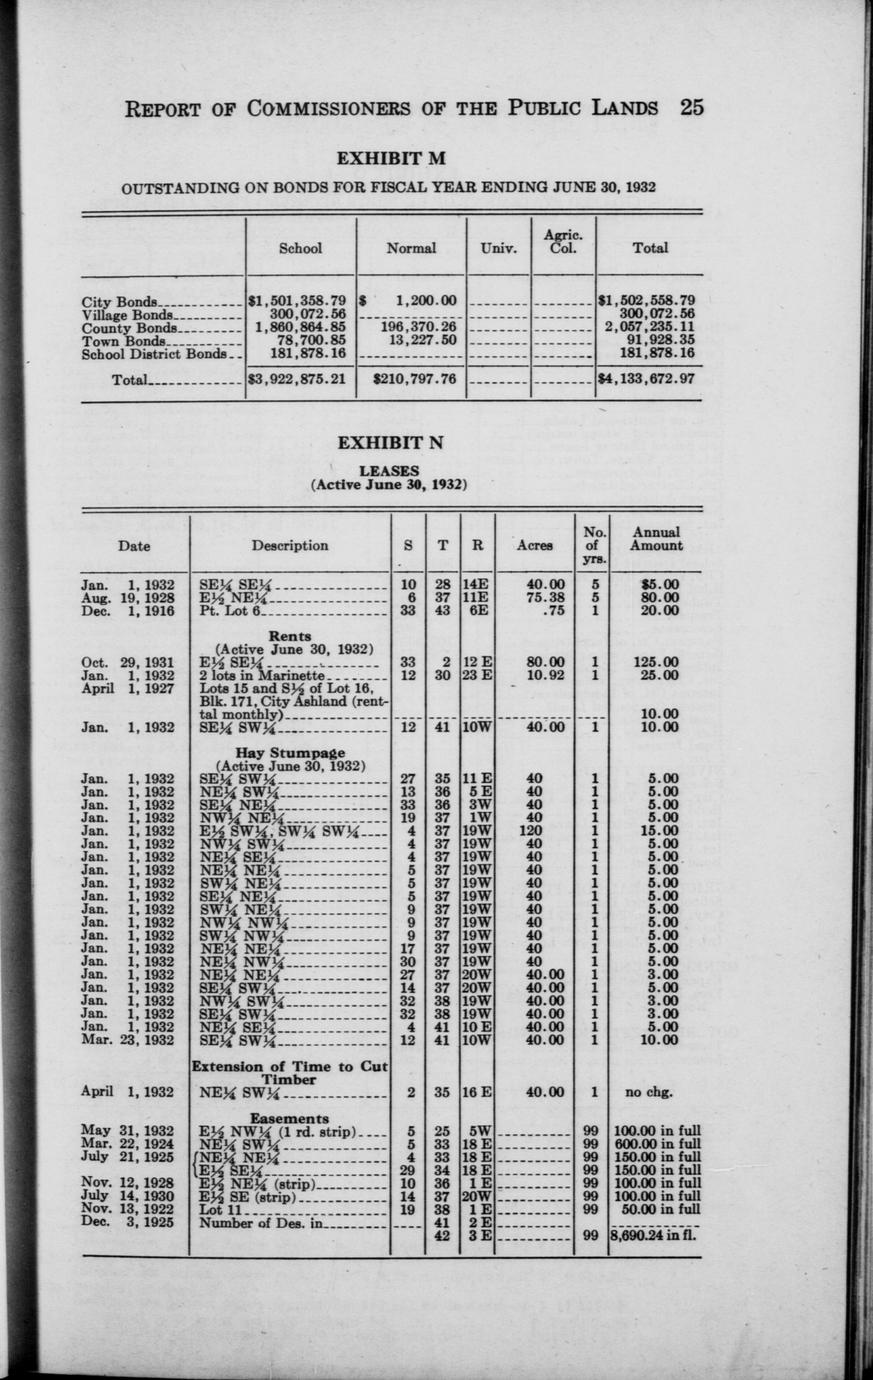 REPORT OF COMMISSIONERS OF THE PUBLIC LANDS 25
EXHIBIT M
OUTSTANDING ON BONDS FOR FISCAL YEAR ENDING JUNE 30, 1932
School Normal Univ. Agric. Col. Total
City Bonds $1,501,358.79 $ 1,200.00 $1,502,558.79
Village Bonds 300,072.56 300,072.56
County Bonds 1,860,864.85 196,370.26 2,057,235.11
Town Bonds 78,700.85 13,227.50 91,928.35
School District Bonds 181,878.16 181,878.16
Total $3,922,875.21 $210,797.76 $4,133,672.97
EXHIBIT N
LEASES
(Active June 30, 1932)
Date Description S T R Acres No. of yrs. Annual Amount
Jan. 1, 1932 SE¼ SE¼ 10 28 14E 40.00 5 $5.00
Aug. 19, 1928 E½ NE¼ 6 37 11E 75.38 5 80.00
Dec. 1, 1916 Pt. Lot 6 33 43 6E .75 1 20.00
Rents
(Active June 30, 1932)
Oct. 29, 1931 E½ SE¼ 33 2 12 E 80.00 1 125.00
Jan. 1, 1932 2 lots in Marinette 12 30 23 E 10.92 1 25.00
April 1, 1927 Lots 15 and S½ of Lot 16,
Blk. 171, City Ashland (rent-
tal monthly) 10.00
Jan. 1, 1932 SE¼ SW¼ 12 41 10W 40.00 1 10.00
Hay Stumpage
(Active June 30, 1932)
Jan. 1, 1932 SE¼ SW¼ 27 35 11 E 40 1 5.00
Jan. 1, 1932 NE¼ SW¼ 13 36 5 E 40 1 5.00
Jan. 1, 1932 SE¼ NE¼ 33 36 3W 40 1 5.00
Jan. 1, 1932 NW¼ NE¼ 19 37 1W 40 1 5.00
Jan. 1, 1932 E½ SW¼, SW¼ SW¼ 4 37 19W 120 1 15.00
Jan. 1, 1932 NW¼ SW¼ 4 37 19W 40 1 5.00
Jan. 1, 1932 NE¼ SE¼ 4 37 19W 40 1 5.00
Jan. 1, 1932 NE¼ NE¼ 5 37 19W 40 1 5.00
Jan. 1, 1932 SW¼ NE¼ 5 37 19W 40 1 5.00
Jan. 1, 1932 SE¼ NE¼ 5 37 19W 40 1 5.00
Jan. 1, 1932 SW¼ NE¼ 9 37 19W 40 1 5.00
Jan. 1, 1932 NW¼ NW¼ 9 37 19W 40 1 5.00
Jan. 1, 1932 SW¼ NW¼ 9 37 19W 40 1 5.00
Jan. 1, 1932 NE¼ NE¼ 17 37 19W 40 1 5.00
Jan. 1, 1932 NE¼ NW¼ 30 37 19W 40 1 5.00
Jan. 1, 1932 NE¼ NE¼ 27 37 20W 40.00 1 3.00
Jan. 1, 1932 SE¼ SW¼ 14 37 20W 40.00 1 5.00
Jan. 1, 1932 NW¼ SW¼ 32 38 19W 40.00 1 3.00
Jan. 1, 1932 SE¼ SW¼ 32 38 19W 40.00 1 3.00
Jan. 1, 1932 NE¼ SE¼ 4 41 10 E 40.00 1 5.00
Mar. 23, 1932 SE¼ SW¼ 12 41 10W 40.00 1 10.00
Extension of Time to Cut
Timber
April 1, 1932 NE¼ SW¼ 2 35 16 E 40.00 1 no chg.
Easements
May 31, 1932 E½ NW¼ (1 rd. strip) 5 25 5W 99 100.00 in full
Mar. 22, 1924 NE¼ SW¼ 5 33 18 E 99 600.00 in full
July 21, 1925 {NE¼ NE¼ 4 33 18 E 99 150.00 in full
E½ SE¼ 29 34 18 E 99 150.00 in full
Nov. 12, 1928 E½ NE¼ (strip) 10 36 1 E 99 100.00 in full
July 14, 1930 E½ SE (strip) 14 37 20W 99 100.00 in full
Nov. 13, 1922 Lot 11 19 38 1 E 99 50.00 in full
Dec. 3, 1925 Number of Des. in 41 2 E
42 3 E 99 8,690.24 in fl.